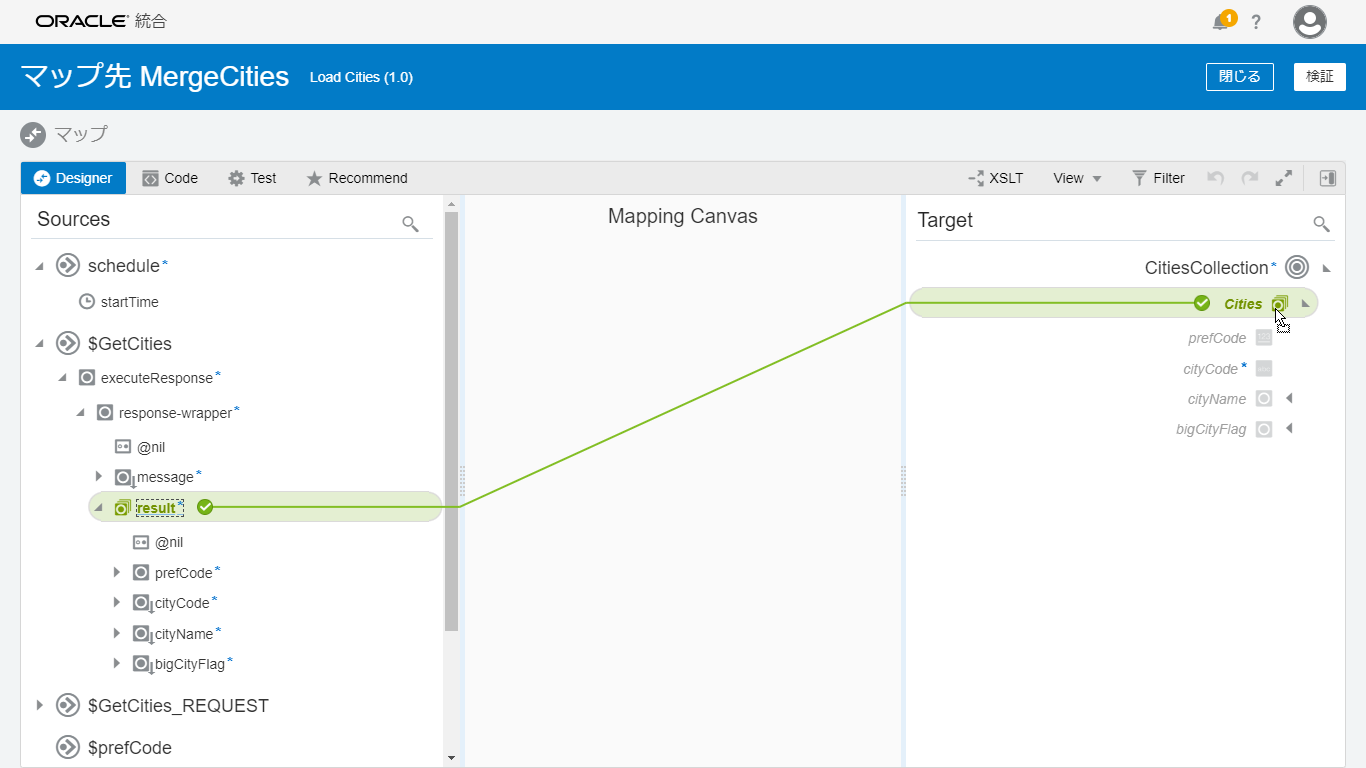 ORACLE 統合
1
?
マップ先 MergeCities Load Cities (1.0)
閉じる 検証
マップ
Designer Code Test Recommend XSLT View Filter
Sources
Mapping Canvas
Target
schedule*
startTime
$GetCities
executeResponse*
response-wrapper*
@nil
message*
result*
@nil
prefCode*
cityCode*
cityName*
bigCityFlag*
$GetCities_REQUEST
$prefCode
CitiesCollection*
Cities
prefCode
cityCode*
cityName
bigCityFlag